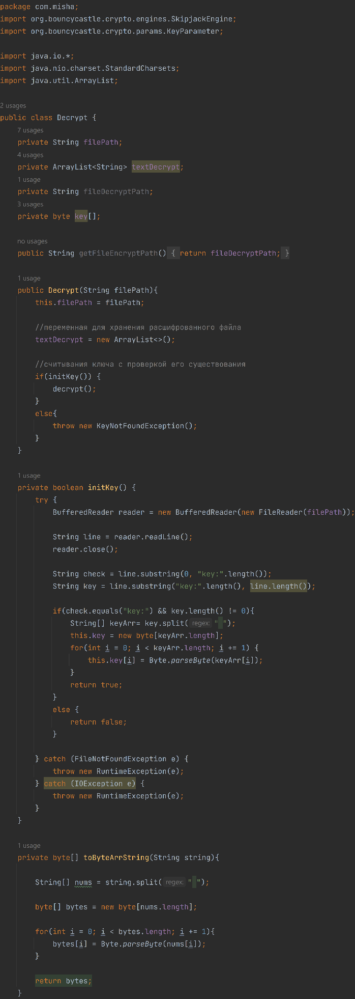 package com.misha;
import org.bouncycastle.crypto.engines.SkipjackEngine;
import org.bouncycastle.crypto.params.KeyParameter;
import java.io.*;
import java.nio.charset.StandardCharsets;
import java.util.ArrayList;
2 usages
public class Decrypt {
7 usages
private String filePath;
4 usages
private ArrayList<String> textDecrypt;
1 usage
private String fileDecryptPath;
3 usages
private byte key[];
no usages
public String getFileEncryptPath() { return fileDecryptPath; }
1 usage
public Decrypt(String filePath){
this.filePath = filePath;
//переменная для хранения расшифрованного файла
textDecrypt = new ArrayList<>();
//считывания ключа с проверкой его существования
if(initKey()) {
decrypt();
}
else{
throw new KeyNotFoundException();
}
}
1 usage
private boolean initKey() {
try {
BufferedReader reader = new BufferedReader(new FileReader(filePath));
String line = reader.readLine();
reader.close();
String check = line.substring(0, "key:".length());
String key = line.substring("key:".length(), line.length());
if(check.equals("key:") && key.length() != 0){
String[] keyArr= key.split( regex: " ");
this.key = new byte[keyArr.length];
for(int i = 0; i < keyArr.length; i += 1) {
this.key[i] = Byte.parseByte(keyArr[i]);
}
return true;
}
else {
return false;
}
} catch (FileNotFoundException e) {
throw new RuntimeException(e);
} catch (IOException e) {
throw new RuntimeException(e);
}
}
1 usage
private byte[] toByteArrString(String string){
String[] nums = string.split( regex: " ");
byte[] bytes = new byte[nums.length];
for(int i = 0; i < bytes.length; i += 1){
bytes[i] = Byte.parseByte(nums[i]);
}
return bytes;
}